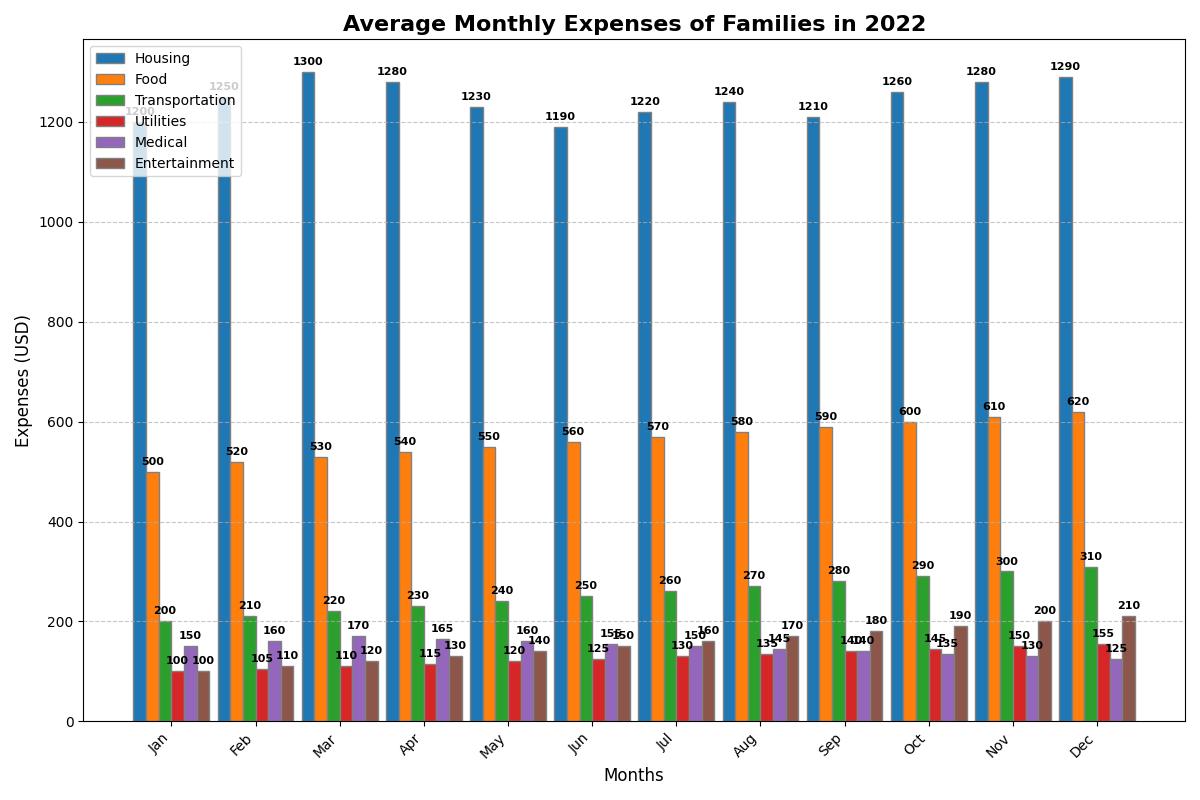 Average Monthly Expenses of Families in 2022
Housing
Food
Transportation
Utilities
Medical
Entertainment
Expenses (USD)
1200
1000
800
600
400
200
0
1200 500 200 100 150 100
1250 520 210 105 160 110
1300 530 220 110 170 120
1280 540 230 115 165 130
1230 550 240 120 160 140
1190 560 250 125 155 150
1220 570 260 130 150 160
1240 580 270 135 145 170
1210 590 280 140 140 180
1260 600 290 145 135 190
1280 610 300 150 130 200
1290 620 310 155 125 210
Jan Feb Mar Apr May Jun Jul Aug Sep Oct Nov Dec
Months